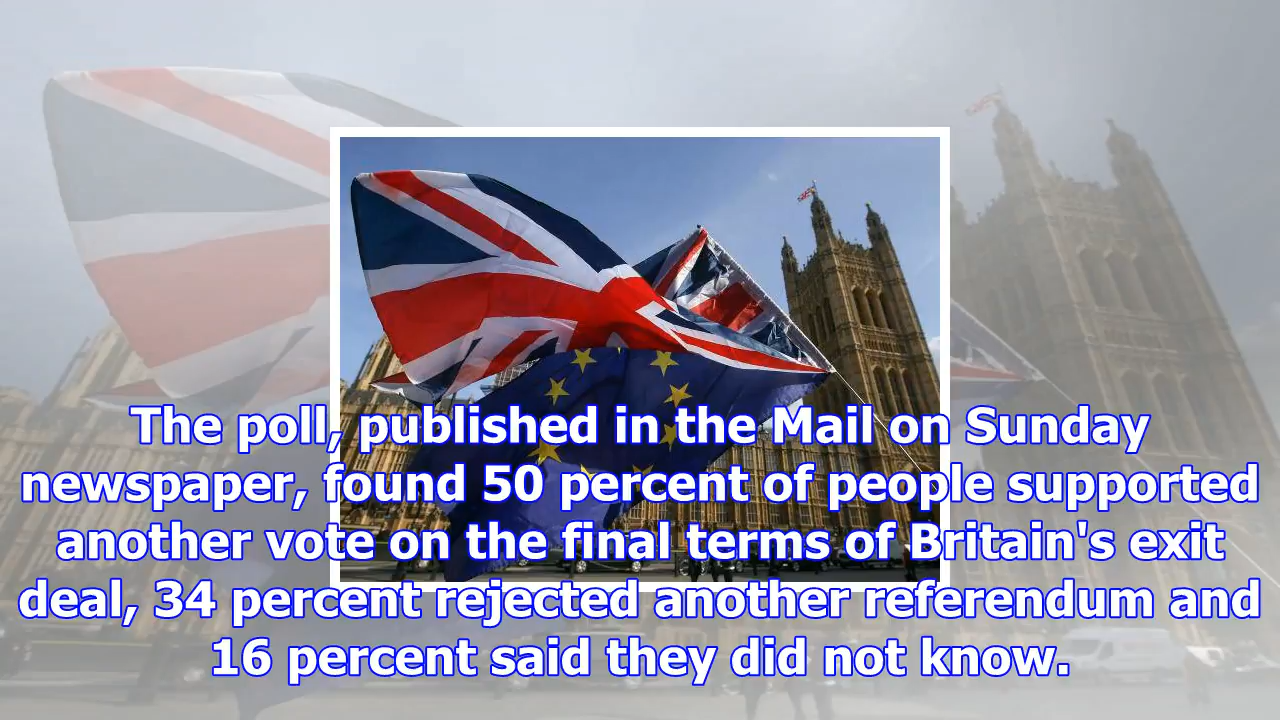 The poll, published in the Mail on Sunday
newspaper, found 50 percent of people supported
another vote on the final terms of Britain's exit
deal, 34 percent rejected another referendum and
16 percent said they did not know.